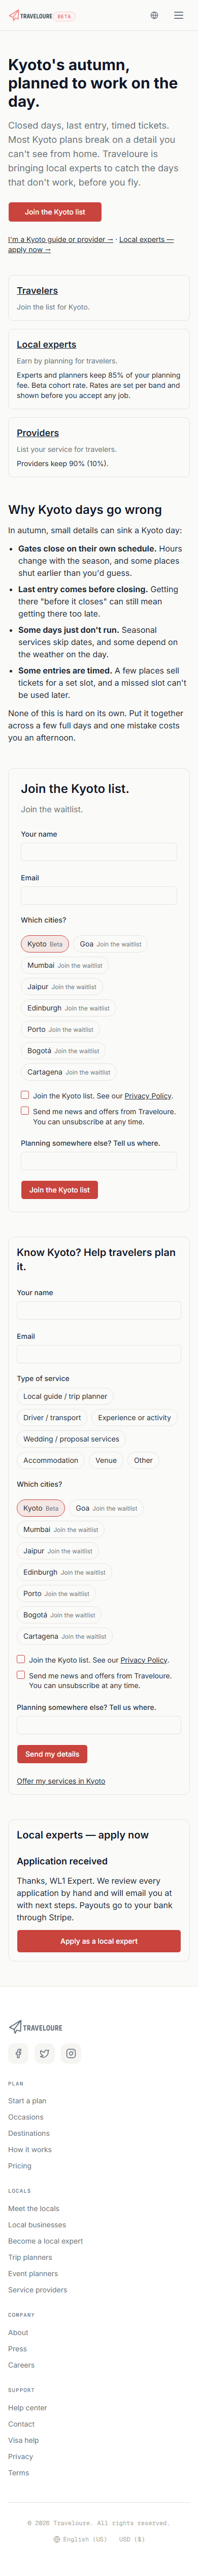 TRAVELOURE BETA
Kyoto's autumn,
planned to work on the
day.
Closed days, last entry, timed tickets.
Most Kyoto plans break on a detail you
can't see from home. Traveloure is
bringing local experts to catch the days
that don't work, before you fly.
Join the Kyoto list
I'm a Kyoto guide or provider → · Local experts —
apply now →
Travelers
Join the list for Kyoto.
Local experts
Earn by planning for travelers.
Experts and planners keep 85% of your planning
fee. Beta cohort rate. Rates are set per band and
shown before you accept any job.
Providers
List your service for travelers.
Providers keep 90% (10%).
Why Kyoto days go wrong
In autumn, small details can sink a Kyoto day:
• Gates close on their own schedule. Hours
change with the season, and some places
shut earlier than you'd guess.
• Last entry comes before closing. Getting
there "before it closes" can still mean
getting there too late.
• Some days just don't run. Seasonal
services skip dates, and some depend on
the weather on the day.
• Some entries are timed. A few places sell
tickets for a set slot, and a missed slot can't
be used later.
None of this is hard on its own. Put it together
across a few full days and one mistake costs
you an afternoon.
Join the Kyoto list.
Join the waitlist.
Your name
Email
Which cities?
Kyoto Beta Goa Join the waitlist
Mumbai Join the waitlist
Jaipur Join the waitlist
Edinburgh Join the waitlist
Porto Join the waitlist
Bogotá Join the waitlist
Cartagena Join the waitlist
Join the Kyoto list. See our Privacy Policy.
Send me news and offers from Traveloure.
You can unsubscribe at any time.
Planning somewhere else? Tell us where.
Join the Kyoto list
Know Kyoto? Help travelers plan
it.
Your name
Email
Type of service
Local guide / trip planner
Driver / transport Experience or activity
Wedding / proposal services
Accommodation Venue Other
Which cities?
Kyoto Beta Goa Join the waitlist
Mumbai Join the waitlist
Jaipur Join the waitlist
Edinburgh Join the waitlist
Porto Join the waitlist
Bogotá Join the waitlist
Cartagena Join the waitlist
Join the Kyoto list. See our Privacy Policy.
Send me news and offers from Traveloure.
You can unsubscribe at any time.
Planning somewhere else? Tell us where.
Send my details
Offer my services in Kyoto
Local experts — apply now
Application received
Thanks, WL1 Expert. We review every
application by hand and will email you at
with next steps. Payouts go to your bank
through Stripe.
Apply as a local expert
TRAVELOURE
PLAN
Start a plan
Occasions
Destinations
How it works
Pricing
LOCALS
Meet the locals
Local businesses
Become a local expert
Trip planners
Event planners
Service providers
COMPANY
About
Press
Careers
SUPPORT
Help center
Contact
Visa help
Privacy
Terms
© 2026 Traveloure. All rights reserved.
English (US) USD ($)